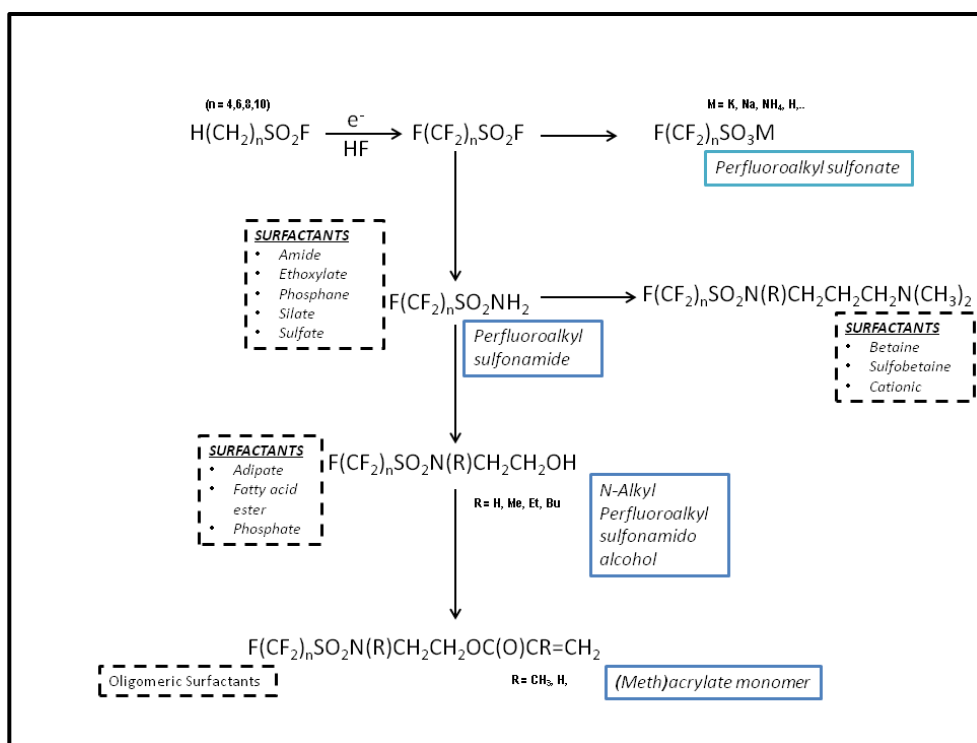 (n = 4,6,8,10)
M = K, Na, NH₄, H,..
H(CH₂)ₙSO₂F
e⁻
HF
F(CF₂)ₙSO₂F
F(CF₂)ₙSO₃M
Perfluoroalkyl sulfonate
SURFACTANTS
• Amide
• Ethoxylate
• Phosphane
• Silate
• Sulfate
F(CF₂)ₙSO₂NH₂
Perfluoroalkyl
sulfonamide
F(CF₂)ₙSO₂N(R)CH₂CH₂CH₂N(CH₃)₂
SURFACTANTS
• Betaine
• Sulfobetaine
• Cationic
SURFACTANTS
• Adipate
• Fatty acid
ester
• Phosphate
F(CF₂)ₙSO₂N(R)CH₂CH₂OH
R = H, Me, Et, Bu
N-Alkyl
Perfluoroalkyl
sulfonamido
alcohol
F(CF₂)ₙSO₂N(R)CH₂CH₂OC(O)CR=CH₂
Oligomeric Surfactants
R = CH₃, H,
(Meth)acrylate monomer